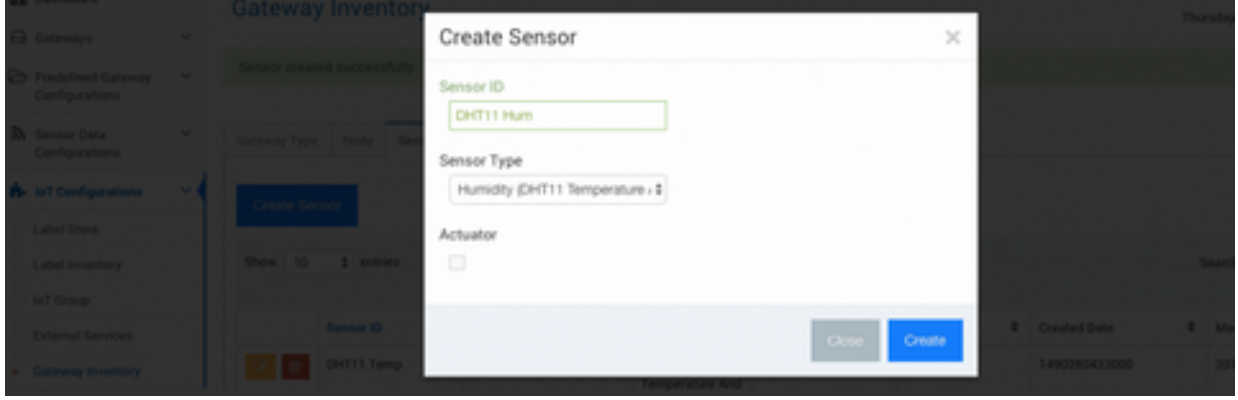 Dashboard
Gateways
Predefined Gateway
Configurations
Sensor Data
Configurations
IoT Configurations
Label Store
Label Inventory
IoT Group
External Services
Gateway Inventory
Gateway Inventory
Thursday
Sensor created successfully
Gateway Type Node Sen
Create Sensor
Show 10 entries
Search
Sensor ID Created Date
DHT11 Temp 1490280433000 201
Temperature And
Create Sensor
×
Sensor ID
DHT11 Hum
Sensor Type
Humidity (DHT11 Temperature
Actuator
Close Create